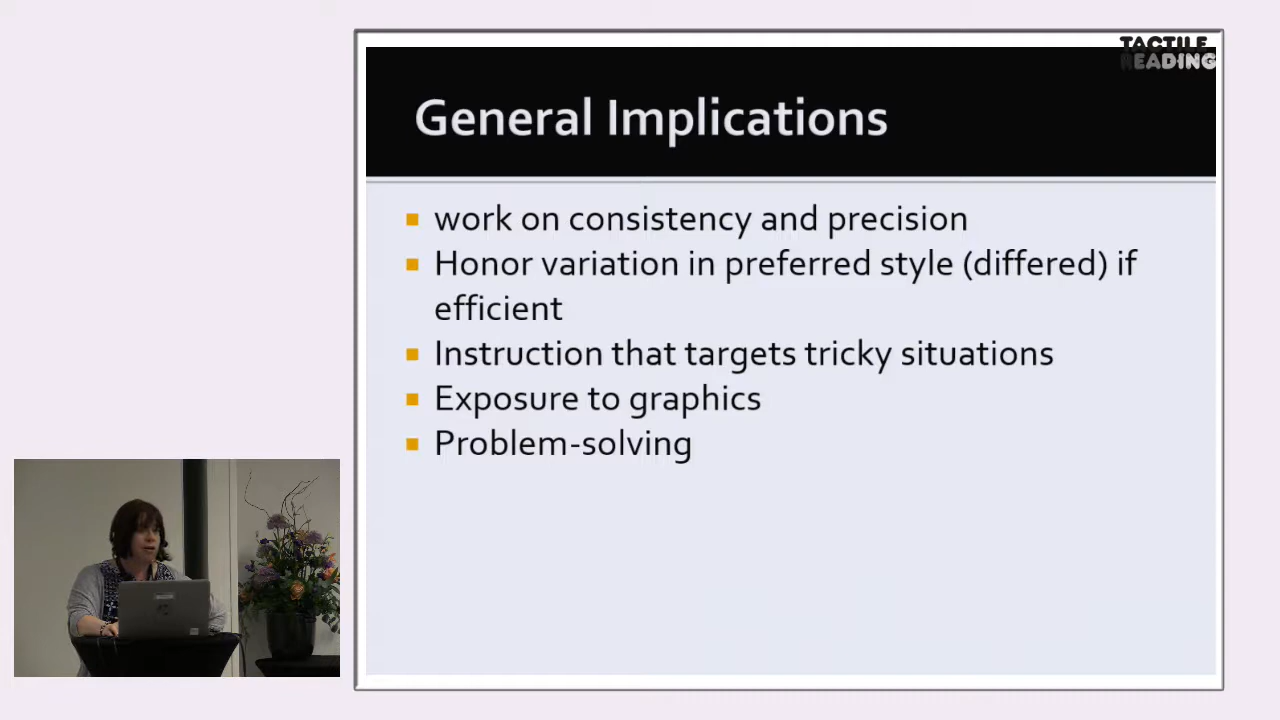 TACTILE
READING
General Implications
work on consistency and precision
Honor variation in preferred style (differed) if
efficient
Instruction that targets tricky situations
Exposure to graphics
Problem-solving